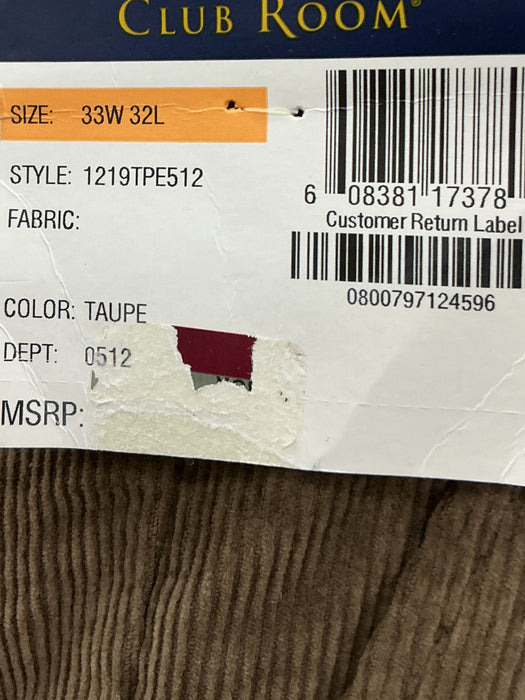 CLUB ROOM®
SIZE: 33W 32L
STYLE: 1219TPE512
FABRIC:
COLOR: TAUPE
DEPT: 0512
MSRP:
6 08381 17378
Customer Return Label
0800797124596